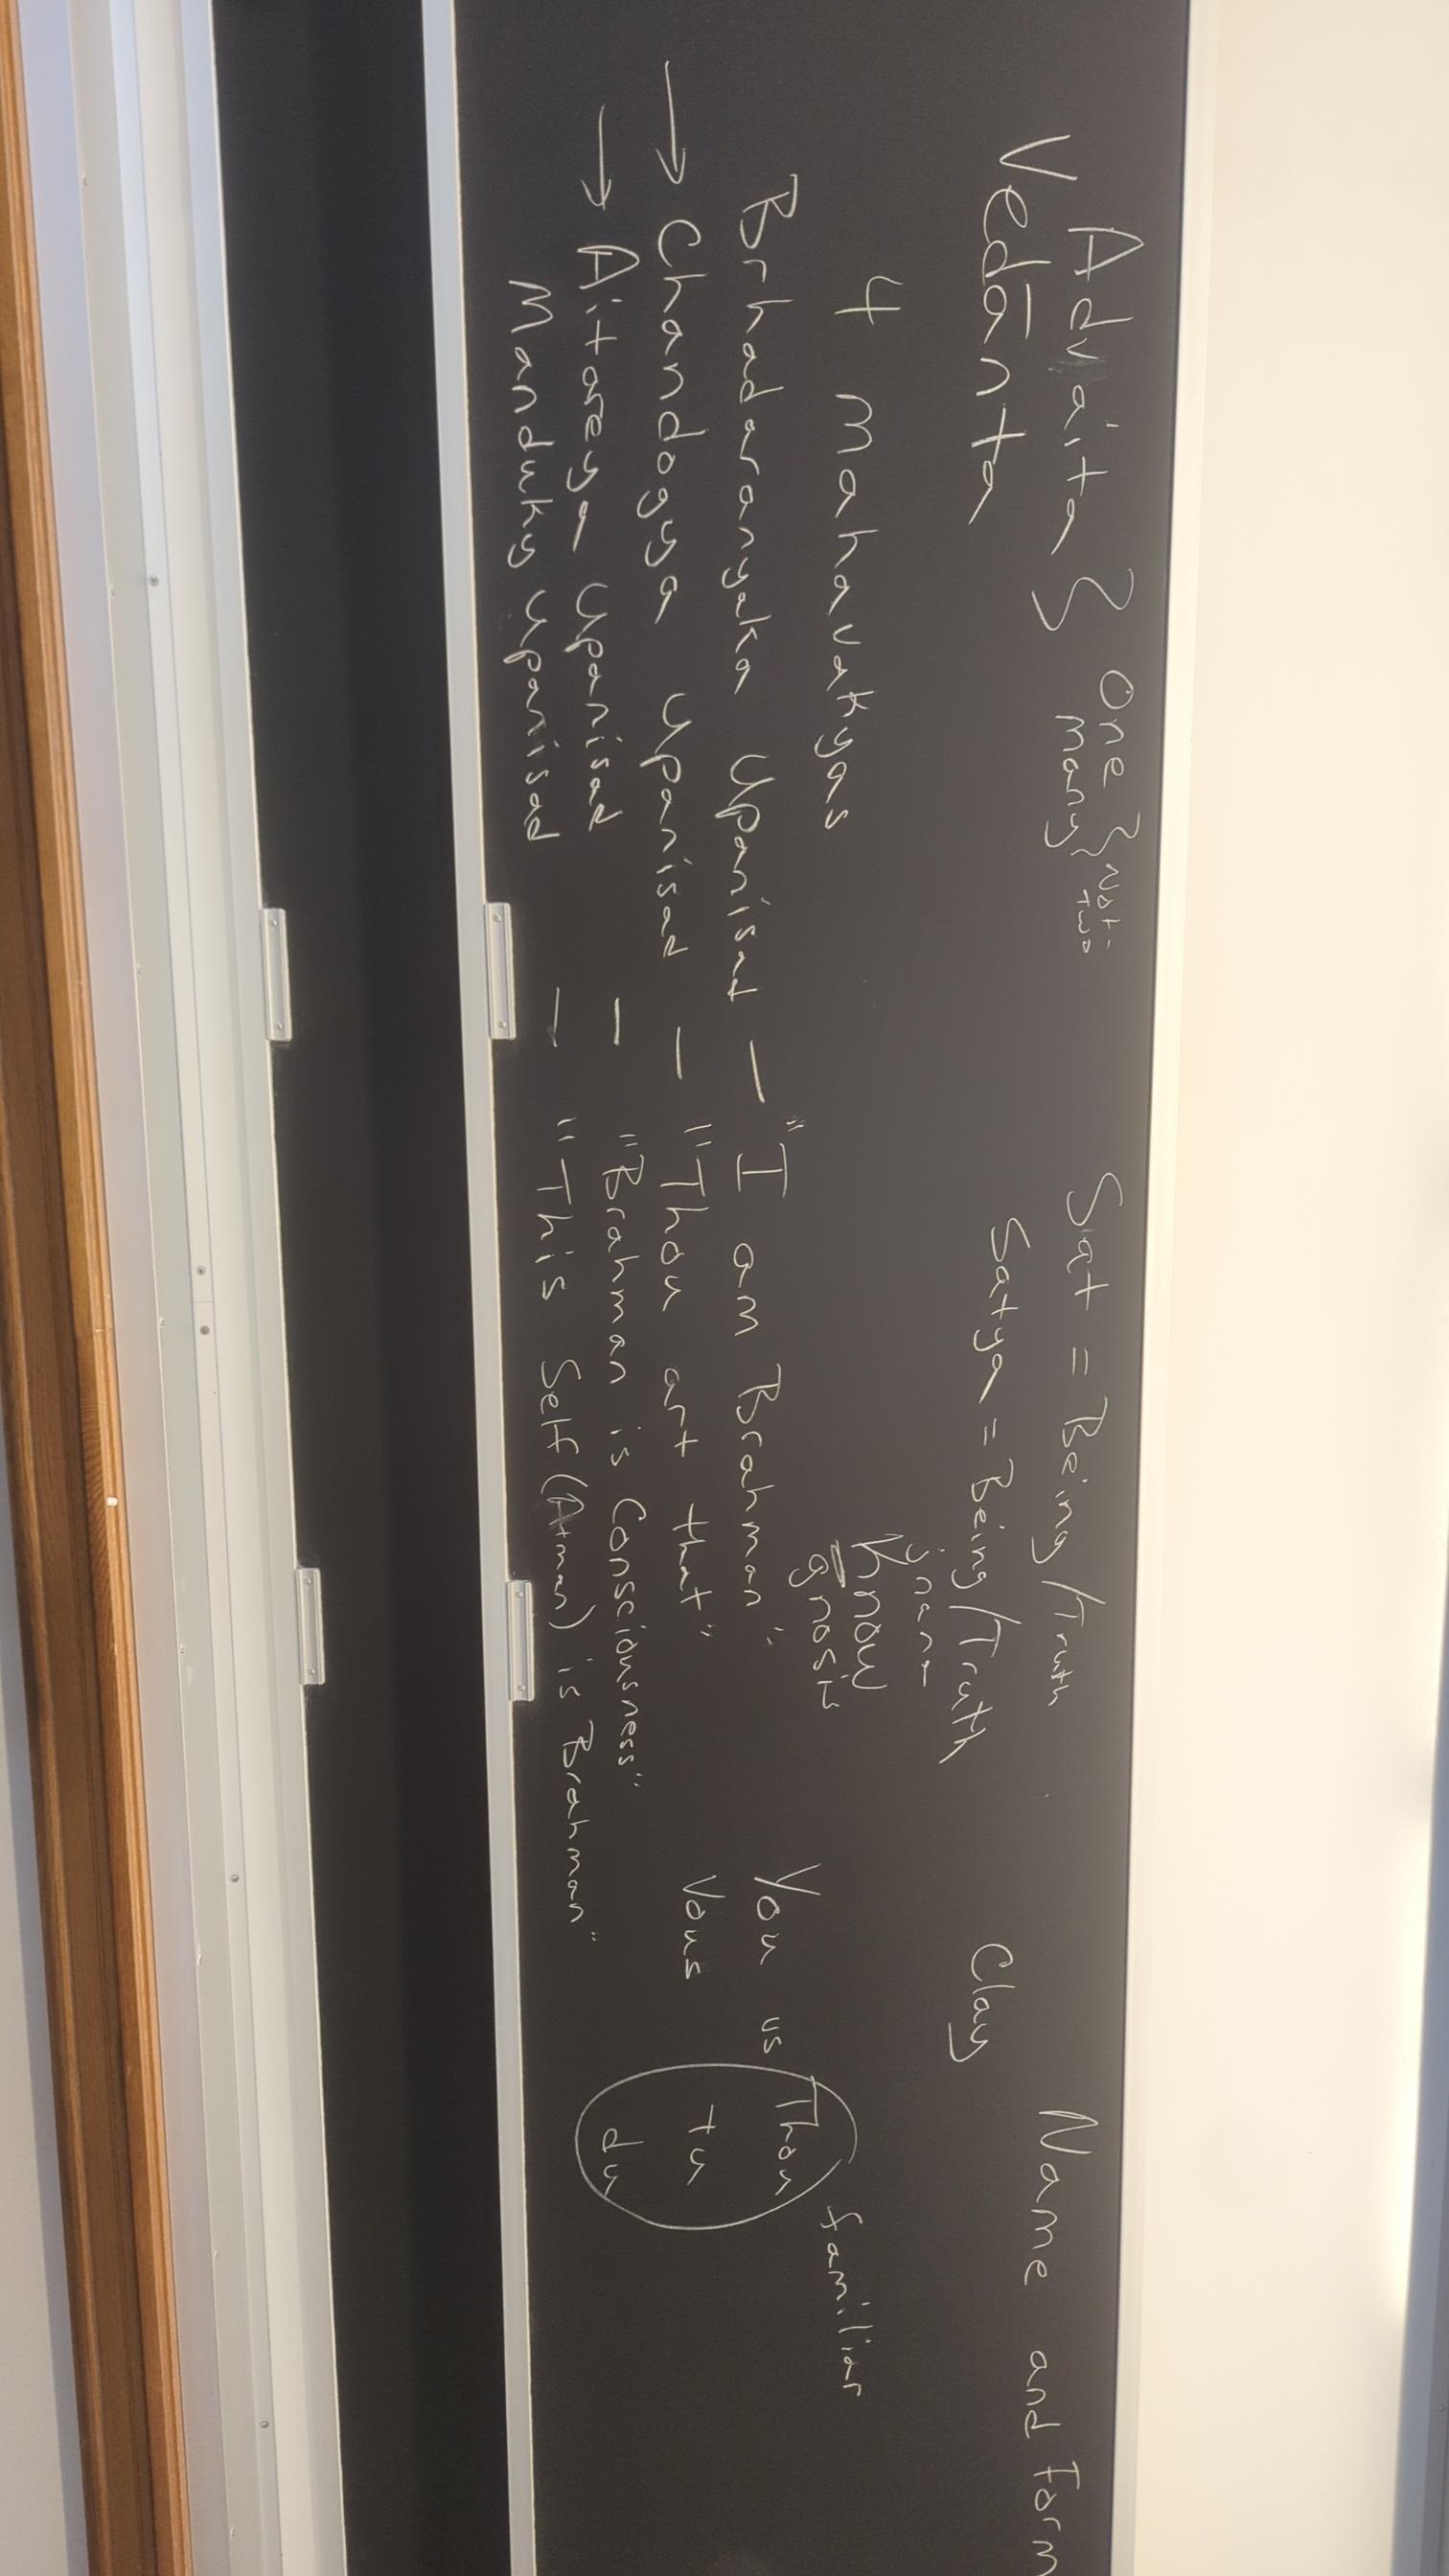 Advaita } One } Not-
many Two
Vedānta
4 mahavakyas
Brhadaranyaka Upanisad — "I am Brahman"
→ Chandogya Upanisad — "Thou art that"
→ Aitareya Upanisad — "Brahman is Consciousness"
Manduky Upanisad — "This Self (Atman) is Brahman"
Sat = Being/Truth
Satya = Being/Truth
jnana
Know
gnosis
Name and Form
Clay
familiar
You vs Thou
Vous tu
du